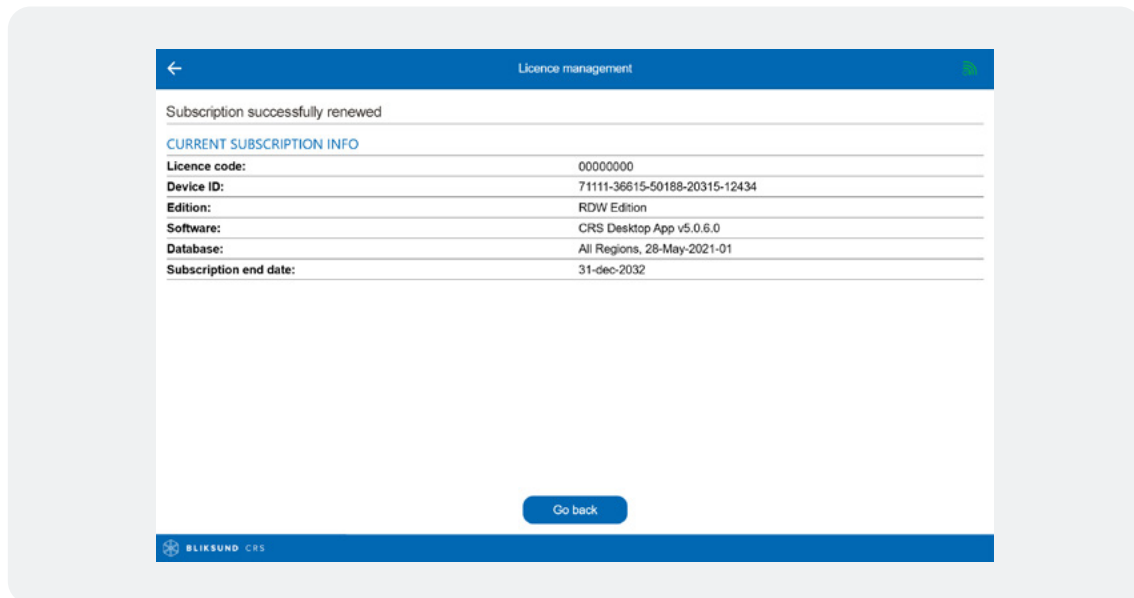 Licence management
Subscription successfully renewed
CURRENT SUBSCRIPTION INFO
Licence code: 00000000
Device ID: 71111-36615-50188-20315-12434
Edition: RDW Edition
Software: CRS Desktop App v5.0.6.0
Database: All Regions, 28-May-2021-01
Subscription end date: 31-dec-2032
Go back
BLIKSUND CRS